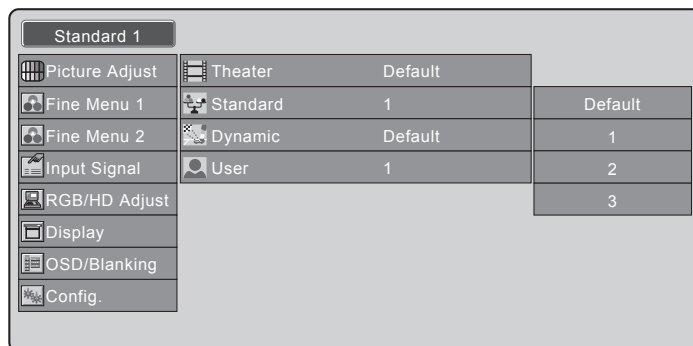 Standard 1
Picture Adjust Theater Default
Fine Menu 1 Standard 1 Default
Fine Menu 2 Dynamic Default 1
Input Signal User 1 2
RGB/HD Adjust 3
Display
OSD/Blanking
Config.